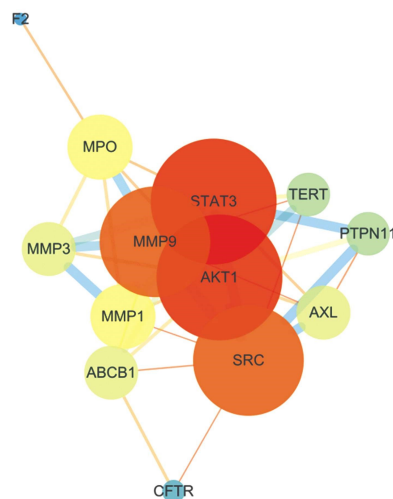 F2
MPO
STAT3
TERT
PTPN11
MMP3
MMP9
AKT1
MMP1
AXL
SRC
ABCB1
CFTR